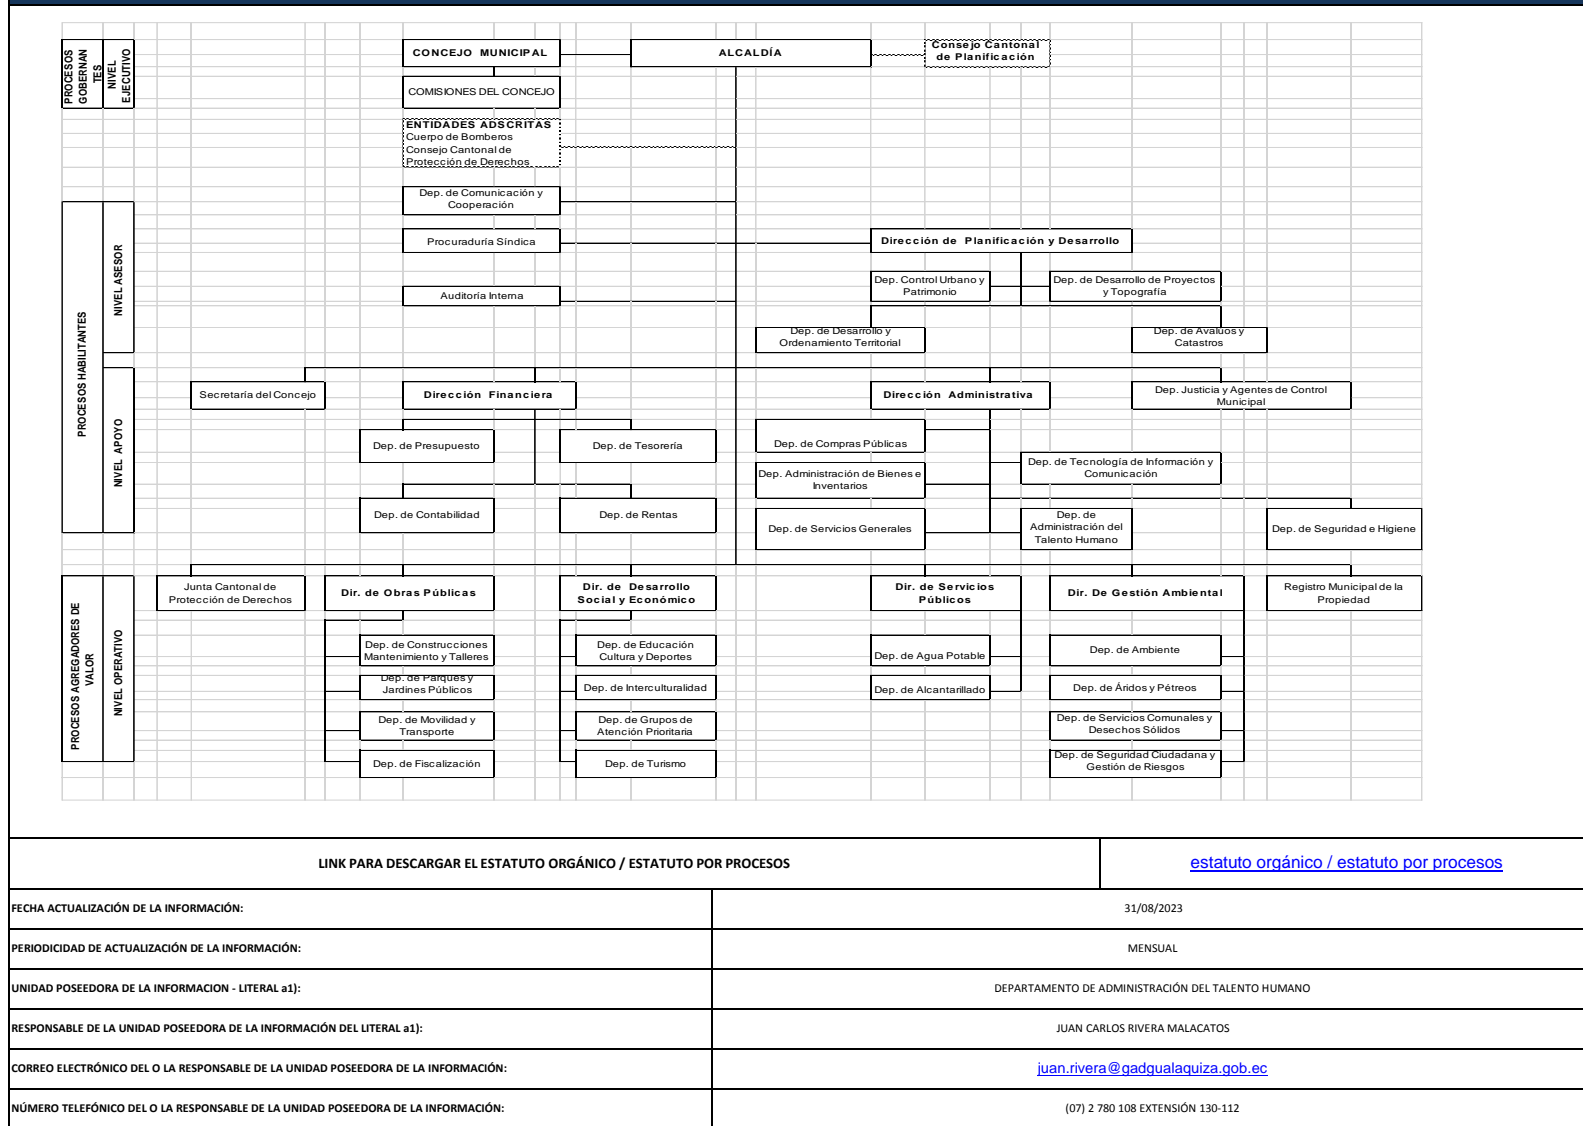 PROCESOS
GOBERNAN
TES
NIVEL
EJECUTIVO
CONCEJO MUNICIPAL
ALCALDÍA
Consejo Cantonal
de Planificación
COMISIONES DEL CONCEJO
ENTIDADES ADSCRITAS
Cuerpo de Bomberos
Consejo Cantonal de
Protección de Derechos
PROCESOS HABILITANTES
NIVEL ASESOR
Dep. de Comunicación y
Cooperación
Procuraduría Síndica
Dirección de Planificación y Desarrollo
Auditoría Interna
Dep. Control Urbano y
Patrimonio
Dep. de Desarrollo de Proyectos
y Topografía
Dep. de Desarrollo y
Ordenamiento Territorial
Dep. de Avalúos y
Catastros
NIVEL APOYO
Secretaría del Concejo
Dirección Financiera
Dirección Administrativa
Dep. Justicia y Agentes de Control
Municipal
Dep. de Presupuesto
Dep. de Tesorería
Dep. de Compras Públicas
Dep. de Tecnología de Información y
Comunicación
Dep. Administración de Bienes e
Inventarios
Dep. de Contabilidad
Dep. de Rentas
Dep. de Servicios Generales
Dep. de
Administración del
Talento Humano
Dep. de Seguridad e Higiene
PROCESOS AGREGADORES DE
VALOR
NIVEL OPERATIVO
Junta Cantonal de
Protección de Derechos
Dir. de Obras Públicas
Dir. de Desarrollo
Social y Económico
Dir. de Servicios
Públicos
Dir. De Gestión Ambiental
Registro Municipal de la
Propiedad
Dep. de Construcciones
Mantenimiento y Talleres
Dep. de Educación
Cultura y Deportes
Dep. de Agua Potable
Dep. de Ambiente
Dep. de Parques y
Jardines Públicos
Dep. de Interculturalidad
Dep. de Alcantarillado
Dep. de Áridos y Pétreos
Dep. de Movilidad y
Transporte
Dep. de Grupos de
Atención Prioritaria
Dep. de Servicios Comunales y
Desechos Sólidos
Dep. de Fiscalización
Dep. de Turismo
Dep. de Seguridad Ciudadana y
Gestión de Riesgos
LINK PARA DESCARGAR EL ESTATUTO ORGÁNICO / ESTATUTO POR PROCESOS
estatuto orgánico / estatuto por procesos
FECHA ACTUALIZACIÓN DE LA INFORMACIÓN:
31/08/2023
PERIODICIDAD DE ACTUALIZACIÓN DE LA INFORMACIÓN:
MENSUAL
UNIDAD POSEEDORA DE LA INFORMACION - LITERAL a1):
DEPARTAMENTO DE ADMINISTRACIÓN DEL TALENTO HUMANO
RESPONSABLE DE LA UNIDAD POSEEDORA DE LA INFORMACIÓN DEL LITERAL a1):
JUAN CARLOS RIVERA MALACATOS
CORREO ELECTRÓNICO DEL O LA RESPONSABLE DE LA UNIDAD POSEEDORA DE LA INFORMACIÓN:
juan.rivera@gadgualaquiza.gob.ec
NÚMERO TELEFÓNICO DEL O LA RESPONSABLE DE LA UNIDAD POSEEDORA DE LA INFORMACIÓN:
(07) 2 780 108 EXTENSIÓN 130-112